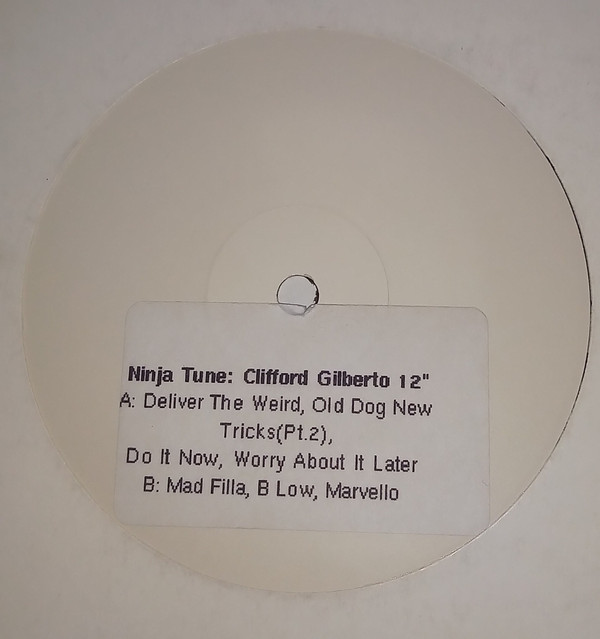 Ninja Tune: Clifford Gilberto 12"
A: Deliver The Weird, Old Dog New
Tricks(Pt.2),
Do It Now, Worry About It Later
B: Mad Filla, B Low, Marvello